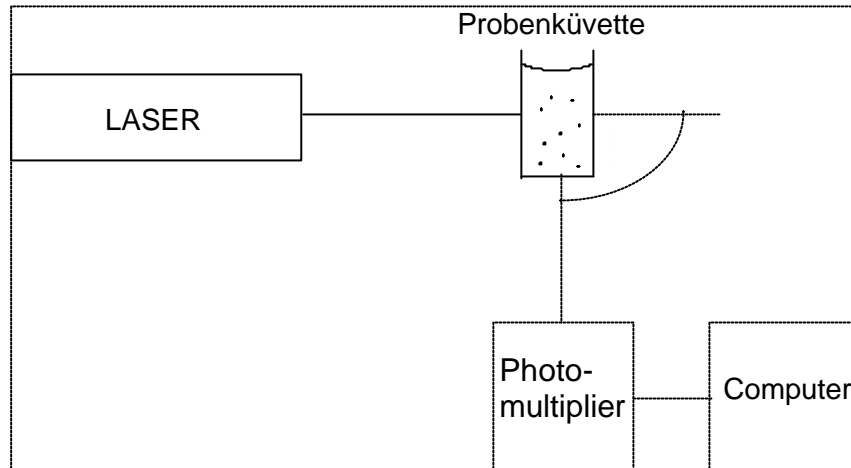 Probenküvette
LASER
Photo-
multiplier
Computer